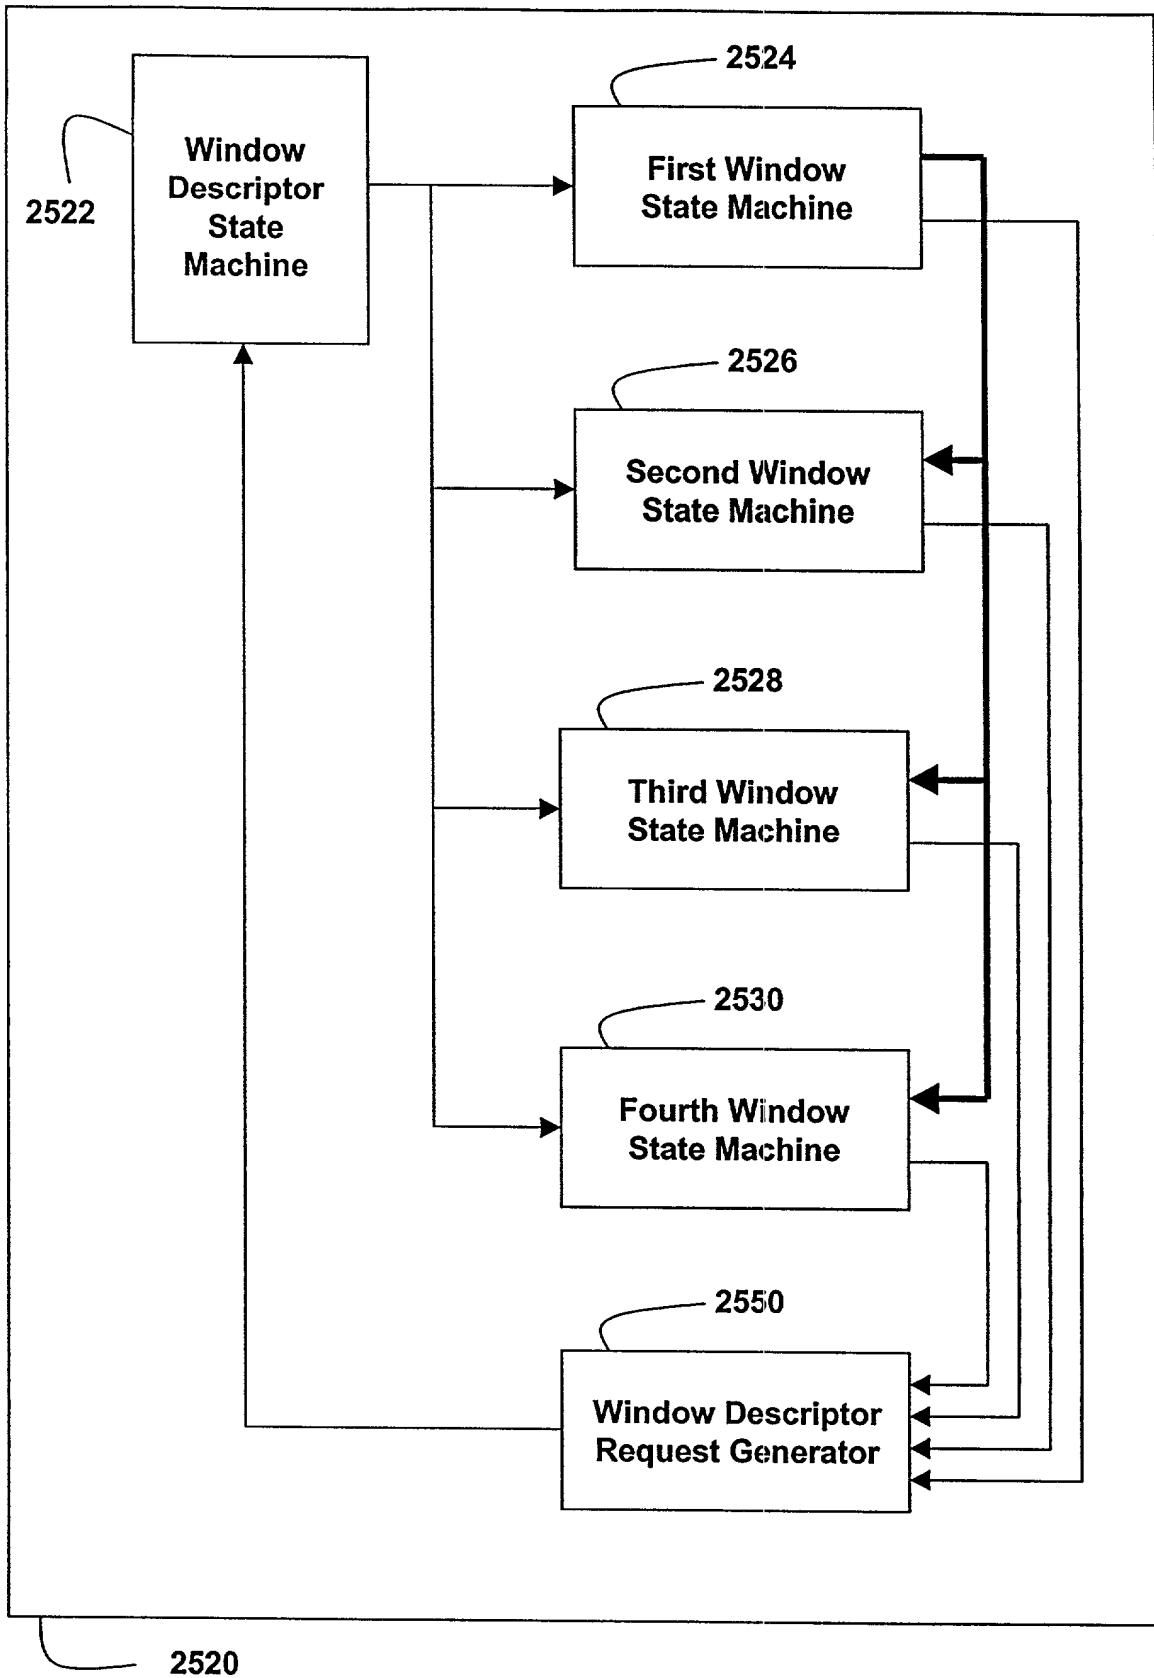 2524
Window
Descriptor
State
Machine
First Window
State Machine
2522
2526
Second Window
State Machine
2528
Third Window
State Machine
2530
Fourth Window
State Machine
2550
Window Descriptor
Request Generator
2520